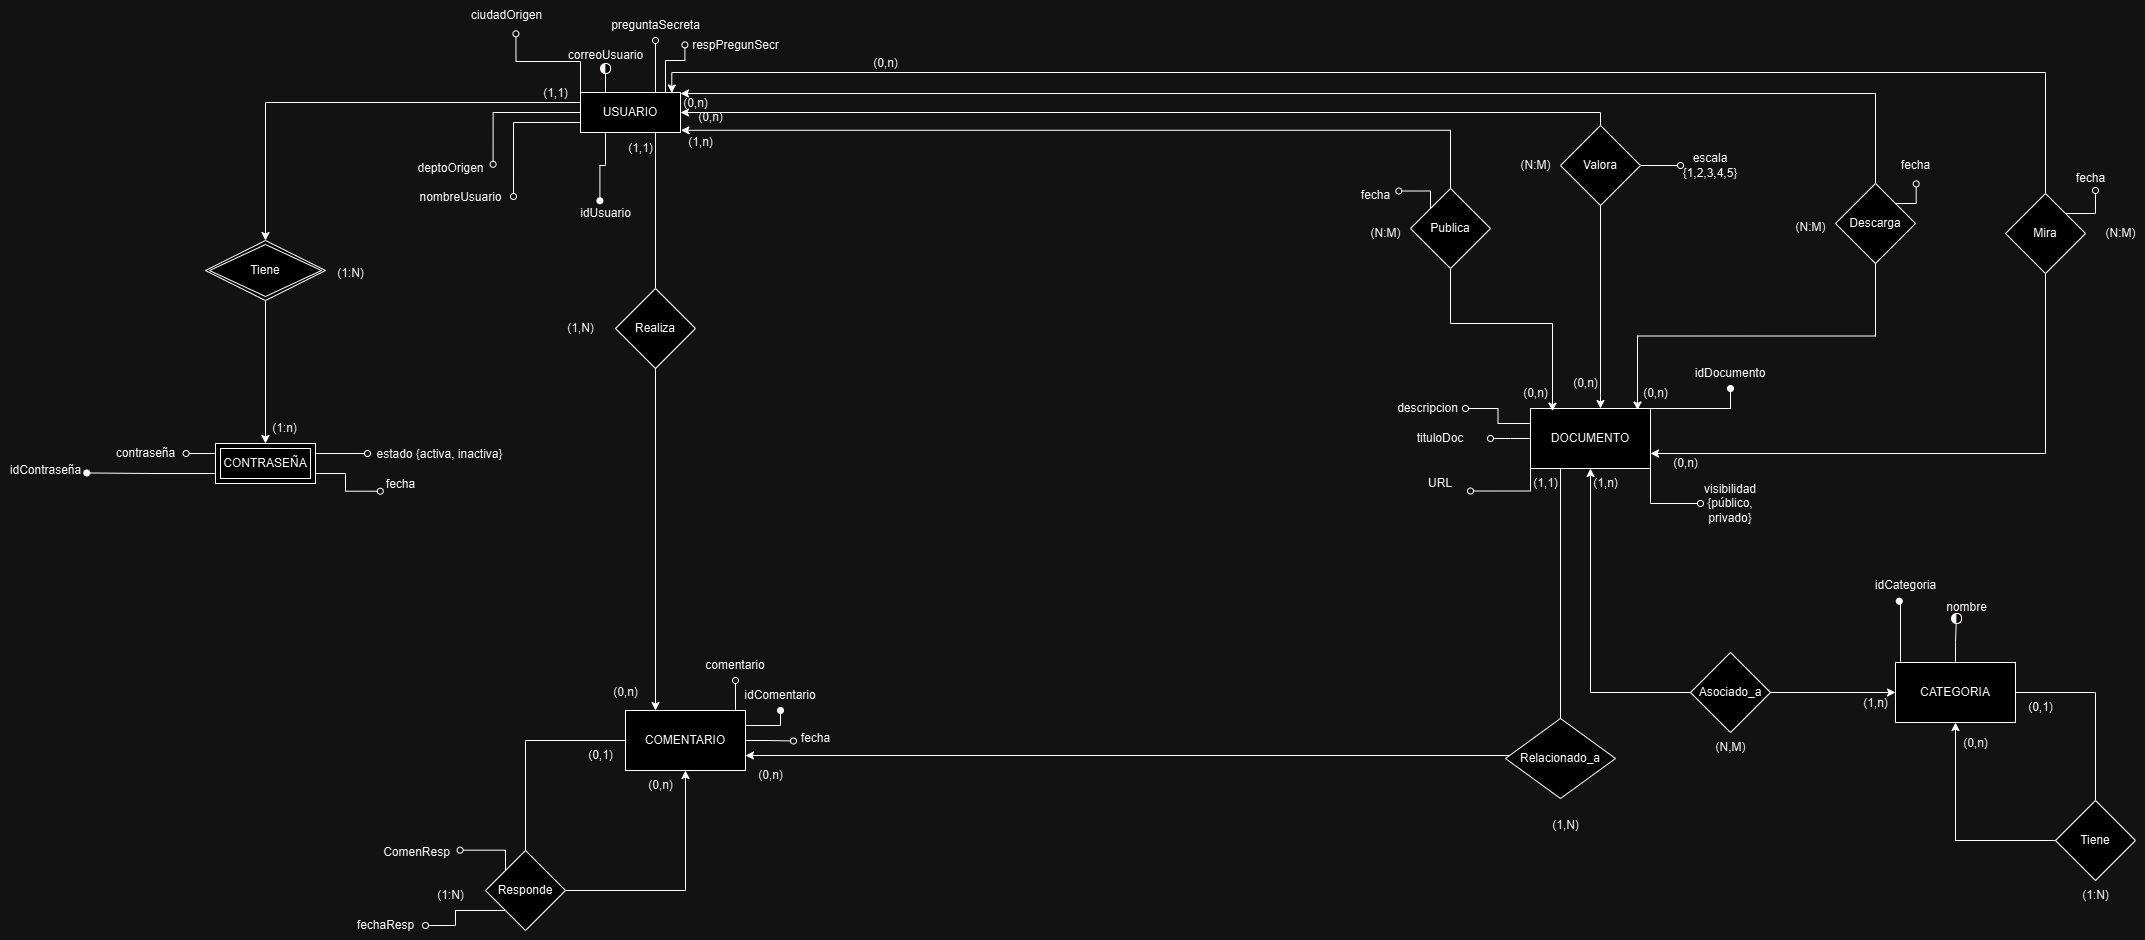 ciudadOrigen
preguntaSecreta
respPregunSecr
correoUsuario
(0,n)
(1,1)
USUARIO
(0,n)
(0,n)
(1,n)
(1,1)
deptoOrigen
nombreUsuario
idUsuario
(N:M)
Valora
escala
{1,2,3,4,5}
fecha
fecha
fecha
(N:M)
Publica
(N:M)
Descarga
Mira
(N:M)
Tiene
(1:N)
(1,N)
Realiza
idDocumento
(0,n)
(0,n)
(0,n)
descripcion
tituloDoc
DOCUMENTO
(0,n)
URL
(1,1)
(1,n)
visibilidad
{público,
privado}
(1:n)
contraseña
CONTRASEÑA
estado {activa, inactiva}
idContraseña
fecha
idCategoria
nombre
comentario
(0,n)
idComentario
Asociado_a
CATEGORIA
(1,n)
(0,1)
(N,M)
(0,n)
COMENTARIO
fecha
(0,1)
(0,n)
(0,n)
Relacionado_a
(1,N)
ComenResp
Responde
(1:N)
fechaResp
Tiene
(1:N)